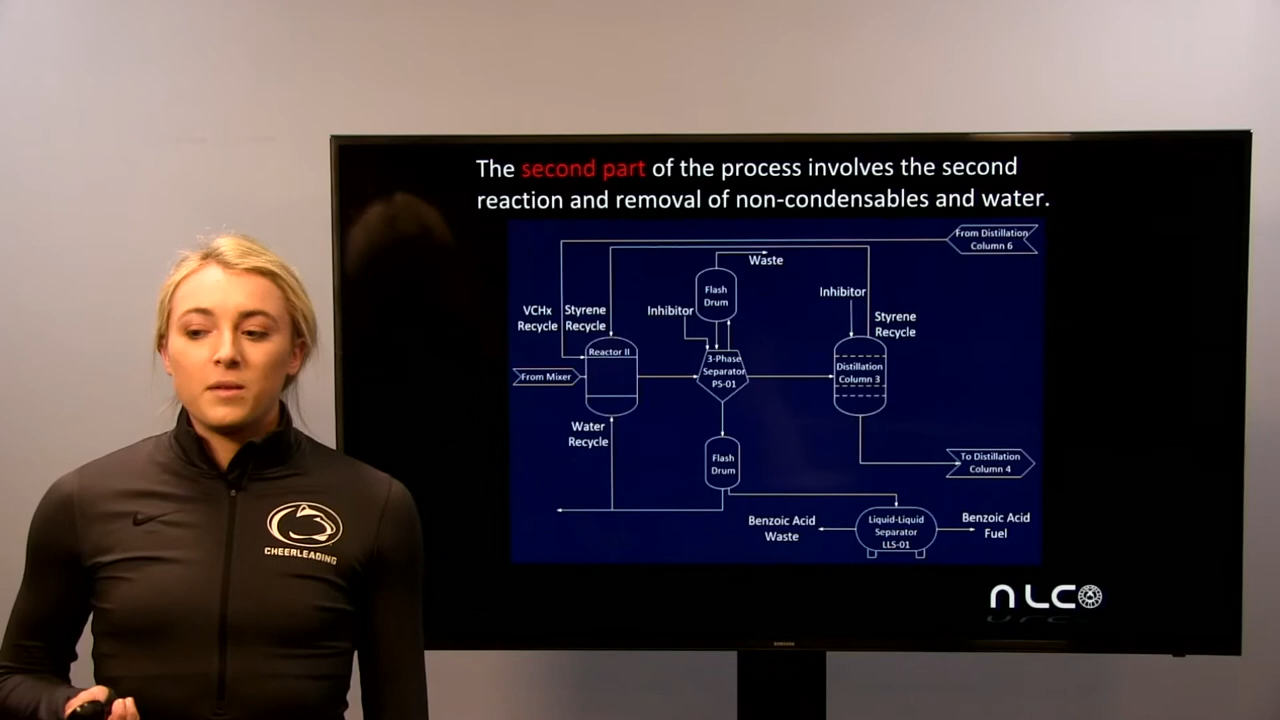 The second part of the process involves the second
reaction and removal of non-condensables and water.
From Distillation
Column 6
Waste
Flash
Drum
Inhibitor
Inhibitor
VCHx
Recycle
Styrene
Recycle
Styrene
Recycle
Reactor II
3-Phase
Separator
PS-01
Distillation
Column 3
From Mixer
Water
Recycle
Flash
Drum
To Distillation
Column 4
Benzoic Acid
Waste
Liquid-Liquid
Separator
LLS-01
Benzoic Acid
Fuel
CHEERLEADING
NLC
SAMSUNG